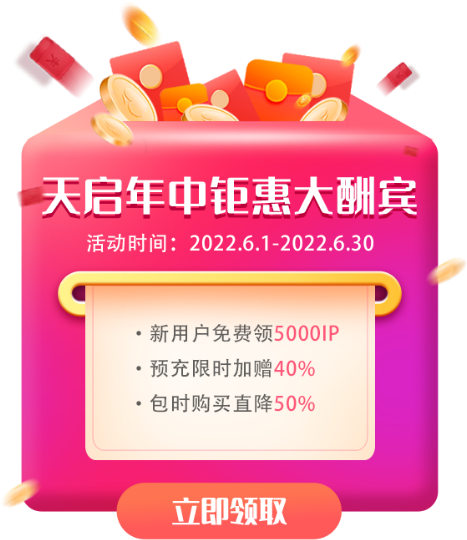 天启年中钜惠大酬宾
活动时间：2022.6.1-2022.6.30
·新用户免费领5000IP
·预充限时加赠40%
·包时购买直降50%
立即领取